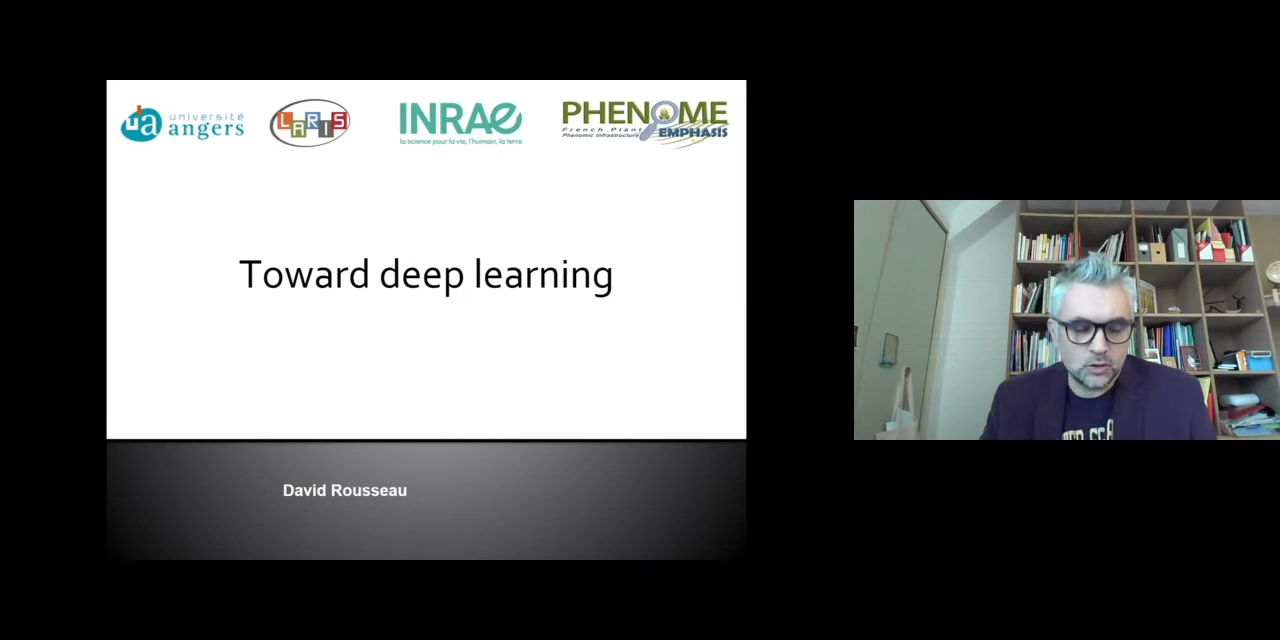 université
angers
LARIS
INRAE
la science pour la vie, l'humain, la terre
PHENOME
French Plant
Phenomic Infrastructure
EMPHASIS
Toward deep learning
David Rousseau